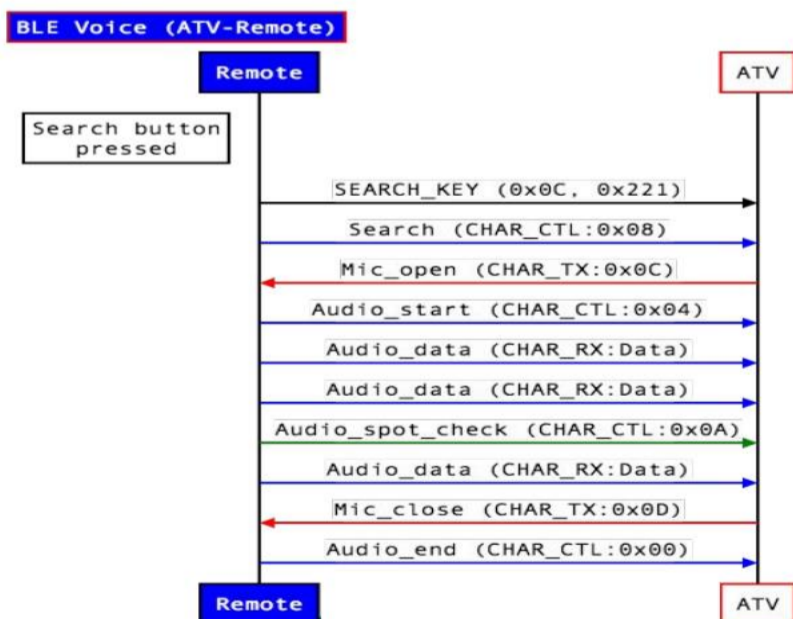 BLE Voice (ATV-Remote)
Remote
ATV
Search button
pressed
SEARCH_KEY (0x0C, 0x221)
Search (CHAR_CTL:0x08)
Mic_open (CHAR_TX:0x0C)
Audio_start (CHAR_CTL:0x04)
Audio_data (CHAR_RX:Data)
Audio_data (CHAR_RX:Data)
Audio_spot_check (CHAR_CTL:0x0A)
Audio_data (CHAR_RX:Data)
Mic_close (CHAR_TX:0x0D)
Audio_end (CHAR_CTL:0x00)
Remote
ATV